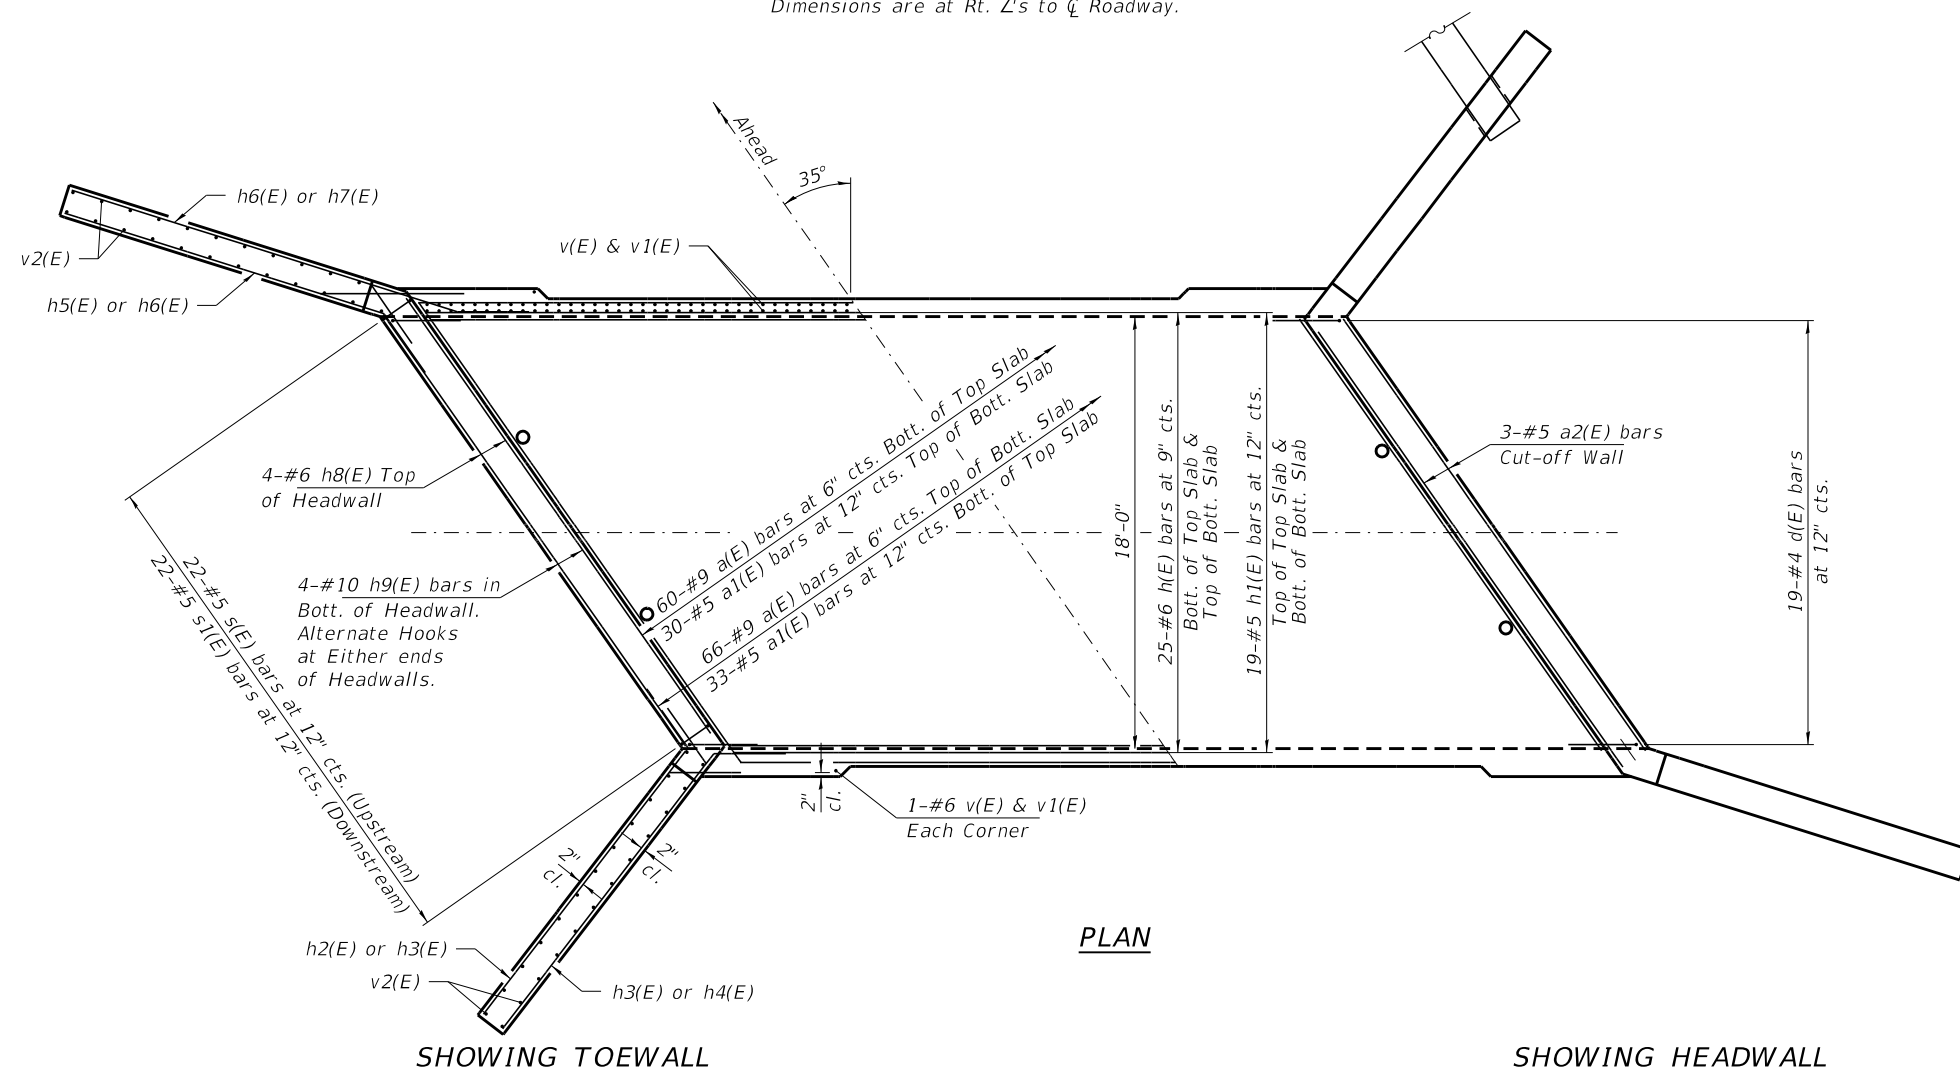 Dimensions are at Rt. ∠'s to ℄ Roadway.
Ahead
35°
h6(E) or h7(E)
v2(E)
h5(E) or h6(E)
v(E) & v1(E)
4-#6 h8(E) Top
of Headwall
4-#10 h9(E) bars in
Bott. of Headwall.
Alternate Hooks
at Either ends
of Headwalls.
22-#5 s(E) bars at 12" cts. (Upstream)
22-#5 s1(E) bars at 12" cts. (Downstream)
60-#9 a(E) bars at 6" cts. Bott. of Top Slab
30-#5 a1(E) bars at 12" cts. Top of Bott. Slab
66-#9 a(E) bars at 6" cts. Top of Bott. Slab
33-#5 a1(E) bars at 12" cts. Bott. of Top Slab
18'-0"
25-#6 h(E) bars at 9" cts.
Bott. of Top Slab &
Top of Bott. Slab
19-#5 h1(E) bars at 12" cts.
Top of Top Slab &
Bott. of Bott. Slab
3-#5 a2(E) bars
Cut-off Wall
19-#4 d(E) bars
at 12" cts.
2"
cl.
1-#6 v(E) & v1(E)
Each Corner
2"
cl.
2"
cl.
h2(E) or h3(E)
v2(E)
h3(E) or h4(E)
PLAN
SHOWING TOEWALL
SHOWING HEADWALL